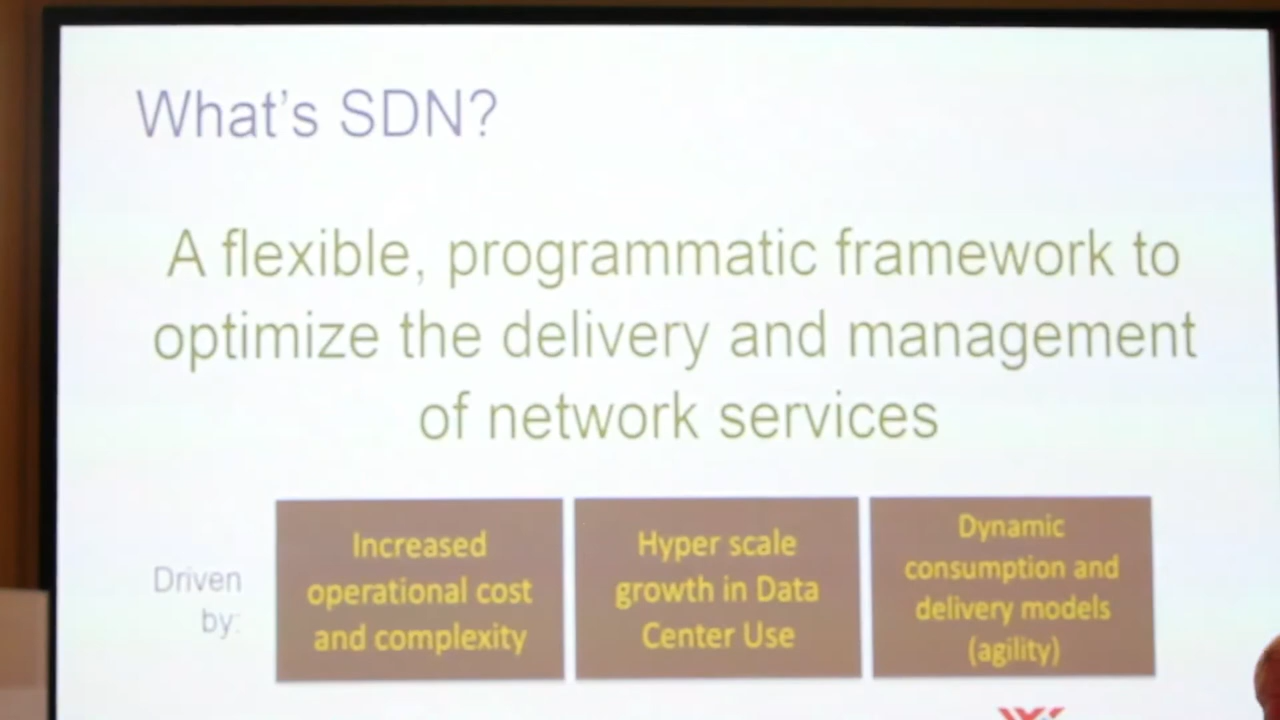 What's SDN?
A flexible, programmatic framework to
optimize the delivery and management
of network services
Driven
by:
Increased
operational cost
and complexity
Hyper scale
growth in Data
Center Use
Dynamic
consumption and
delivery models
(agility)